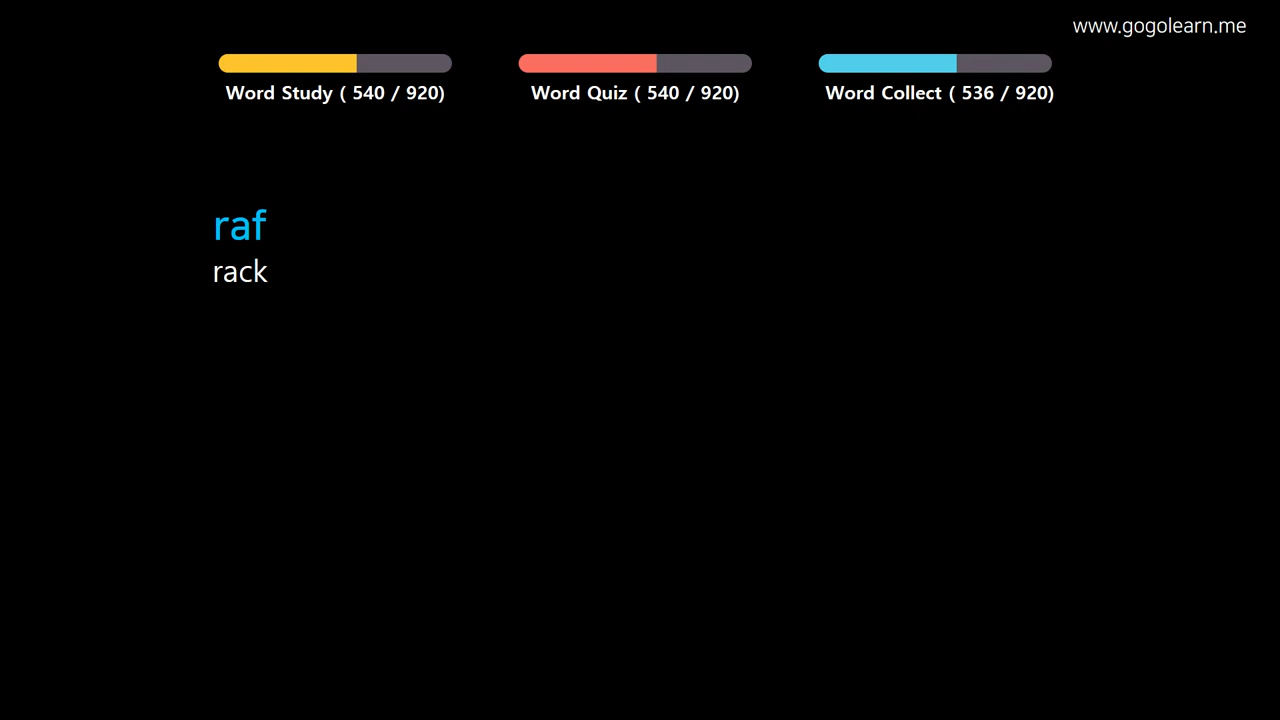 www.gogolearn.me
Word Study ( 540 / 920)
Word Quiz ( 540 / 920)
Word Collect ( 536 / 920)
raf
rack